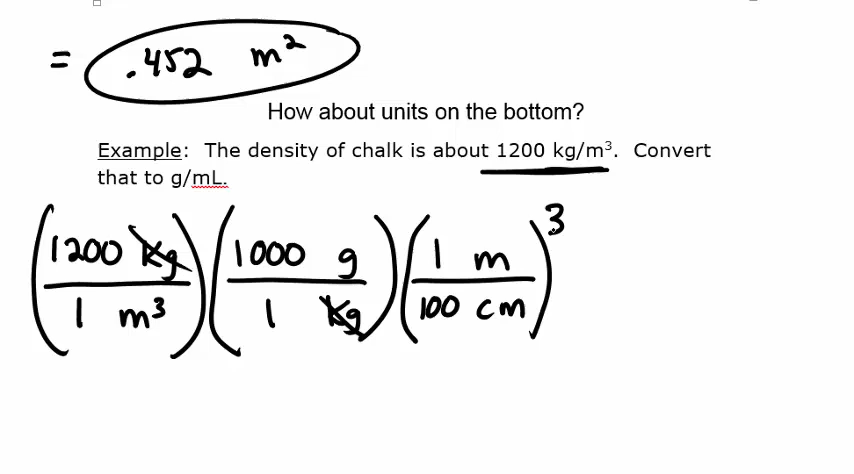 = .452 m²
How about units on the bottom?
Example: The density of chalk is about 1200 kg/m³. Convert
that to g/mL.
(1200 kg / 1 m³) (1000 g / 1 kg) (1 m / 100 cm)³